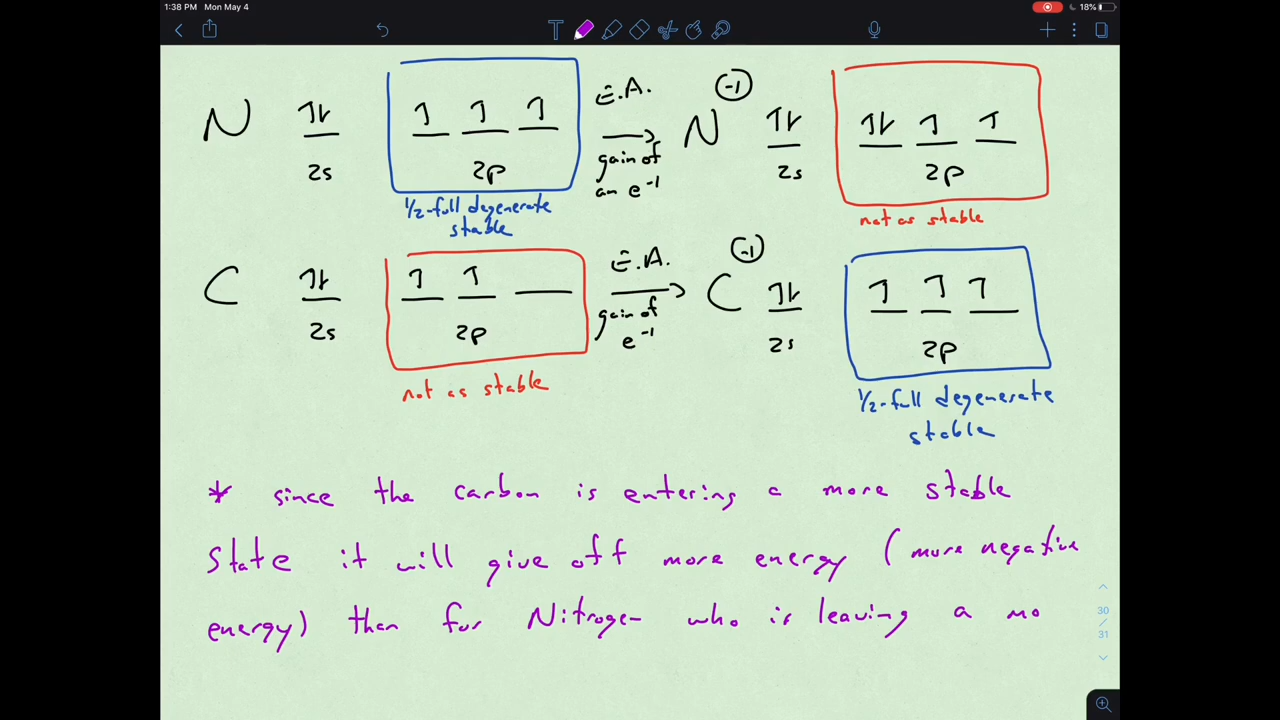 1:38 PM Mon May 4
18%
N 2s 2p E.A. N -1 2s 2p
gain of
an e-1
1/2-full degenerate
stable
not as stable
C 2s 2p E.A. C -1 2s 2p
gain of
e-1
not as stable
1/2-full degenerate
stable
* since the carbon is entering a more stable
state it will give off more energy (more negative
energy) than for Nitrogen who is leaving a mo
30
/
31